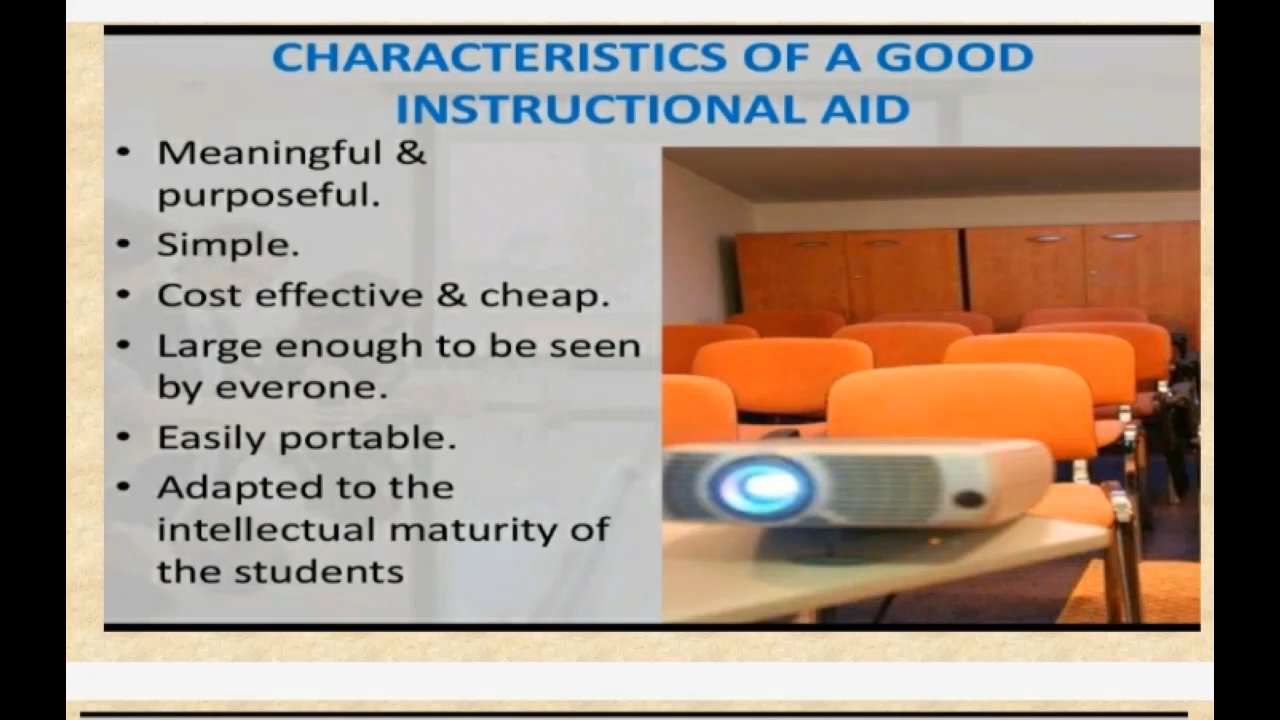 CHARACTERISTICS OF A GOOD
INSTRUCTIONAL AID
• Meaningful &
purposeful.
• Simple.
• Cost effective & cheap.
• Large enough to be seen
by everone.
• Easily portable.
• Adapted to the
intellectual maturity of
the students